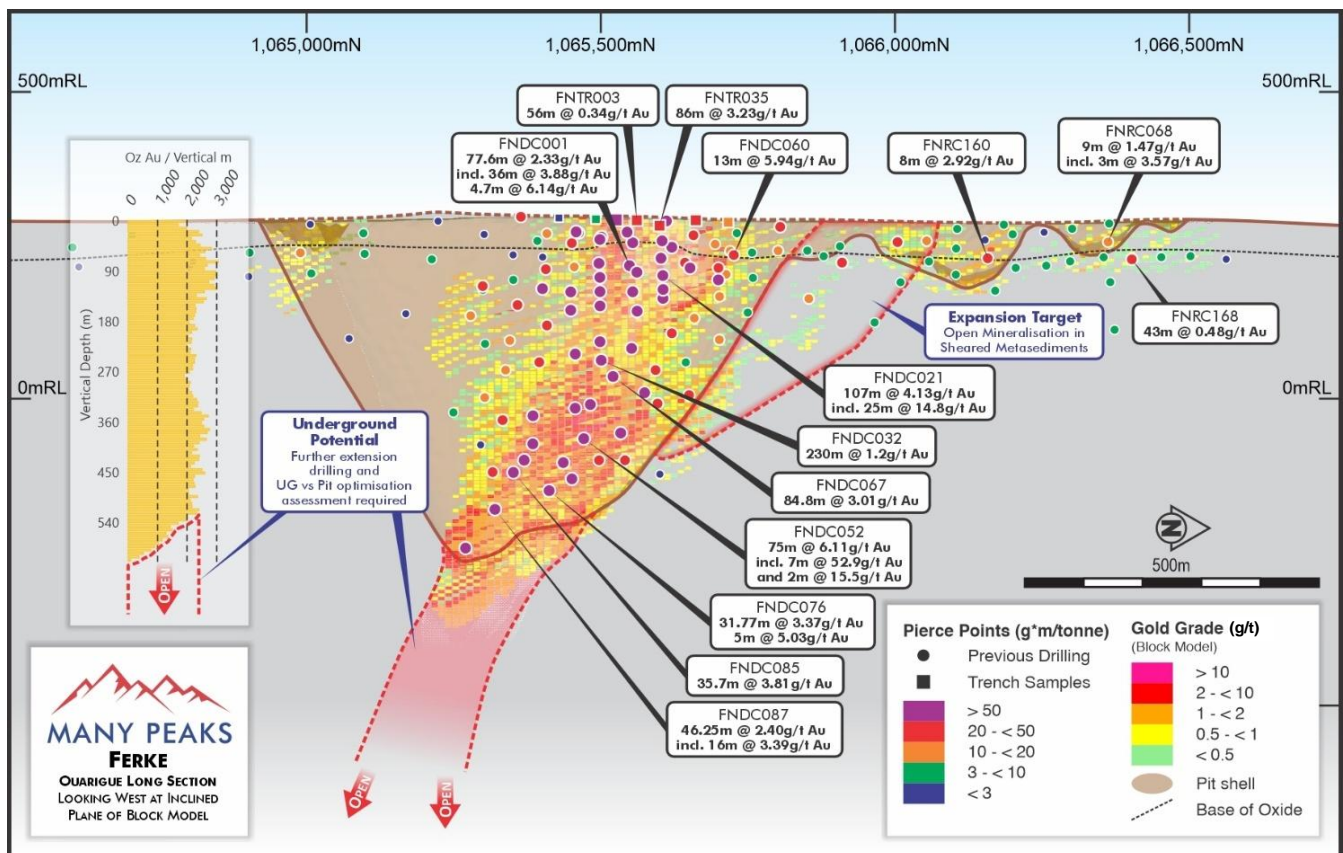 1,065,000mN
1,065,500mN
1,066,000mN
1,066,500mN
500mRL
500mRL
FNTR003
56m @ 0.34g/t Au
FNTR035
86m @ 3.23g/t Au
FNDC001
77.6m @ 2.33g/t Au
incl. 36m @ 3.88g/t Au
4.7m @ 6.14g/t Au
FNDC060
13m @ 5.94g/t Au
FNRC160
8m @ 2.92g/t Au
FNRC068
9m @ 1.47g/t Au
incl. 3m @ 3.57g/t Au
Oz Au / Vertical m
0
1,000
2,000
3,000
Vertical Depth (m)
0
90
180
270
360
450
540
OPEN
0mRL
0mRL
Expansion Target
Open Mineralisation in
Sheared Metasediments
FNRC168
43m @ 0.48g/t Au
Underground
Potential
Further extension
drilling and
UG vs Pit optimisation
assessment required
FNDC021
107m @ 4.13g/t Au
incl. 25m @ 14.8g/t Au
FNDC032
230m @ 1.2g/t Au
FNDC067
84.8m @ 3.01g/t Au
FNDC052
75m @ 6.11g/t Au
incl 7m @ 52.9g/t Au
and 2m @ 15.5g/t Au
FNDC076
31.77m @ 3.37g/t Au
5m @ 5.03g/t Au
FNDC085
35.7m @ 3.81g/t Au
FNDC087
46.25m @ 2.40g/t Au
incl. 16m @ 3.39g/t Au
OPEN
OPEN
N
500m
MANY PEAKS
FERKE
OUARIGUE LONG SECTION
LOOKING WEST AT INCLINED
PLANE OF BLOCK MODEL
Pierce Points (g*m/tonne)
Previous Drilling
Trench Samples
> 50
20 - < 50
10 - < 20
3 - < 10
< 3
Gold Grade (g/t)
(Block Model)
> 10
2 - < 10
1 - < 2
0.5 - < 1
< 0.5
Pit shell
Base of Oxide